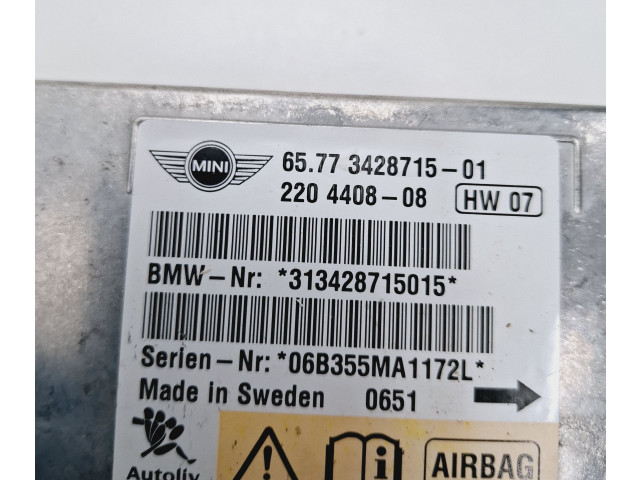 MINI
65.77 3428715-01
220 4408-08 HW 07
BMW-Nr: *313428715015*
Serien-Nr: *06B355MA1172L*
Made in Sweden 0651
Autoliv
AIRBAG